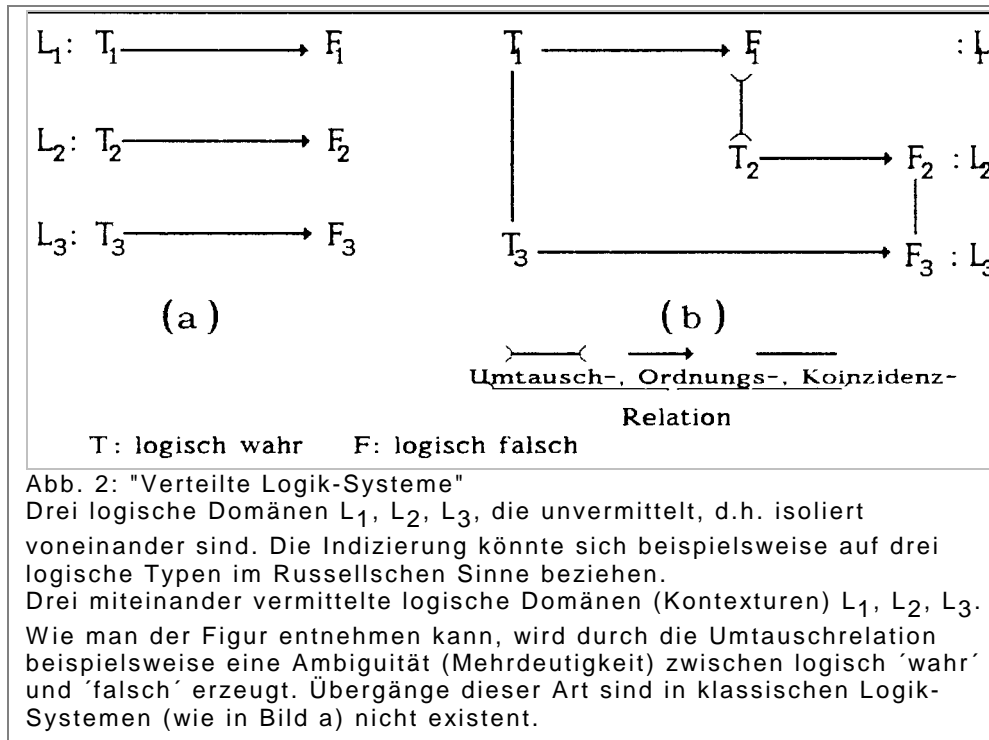 L1: T1 F1 T1 F1 : L1
L2: T2 F2 T2 F2 : L2
L3: T3 F3 T3 F3 : L3
(a) (b)
Umtausch-, Ordnungs-, Koinzidenz-
Relation
T: logisch wahr F: logisch falsch
Abb. 2: "Verteilte Logik-Systeme"
Drei logische Domänen L1, L2, L3, die unvermittelt, d.h. isoliert
voneinander sind. Die Indizierung könnte sich beispielsweise auf drei
logische Typen im Russellschen Sinne beziehen.
Drei miteinander vermittelte logische Domänen (Kontexturen) L1, L2, L3.
Wie man der Figur entnehmen kann, wird durch die Umtauschrelation
beispielsweise eine Ambiguität (Mehrdeutigkeit) zwischen logisch ´wahr´
und ´falsch´ erzeugt. Übergänge dieser Art sind in klassischen Logik-
Systemen (wie in Bild a) nicht existent.